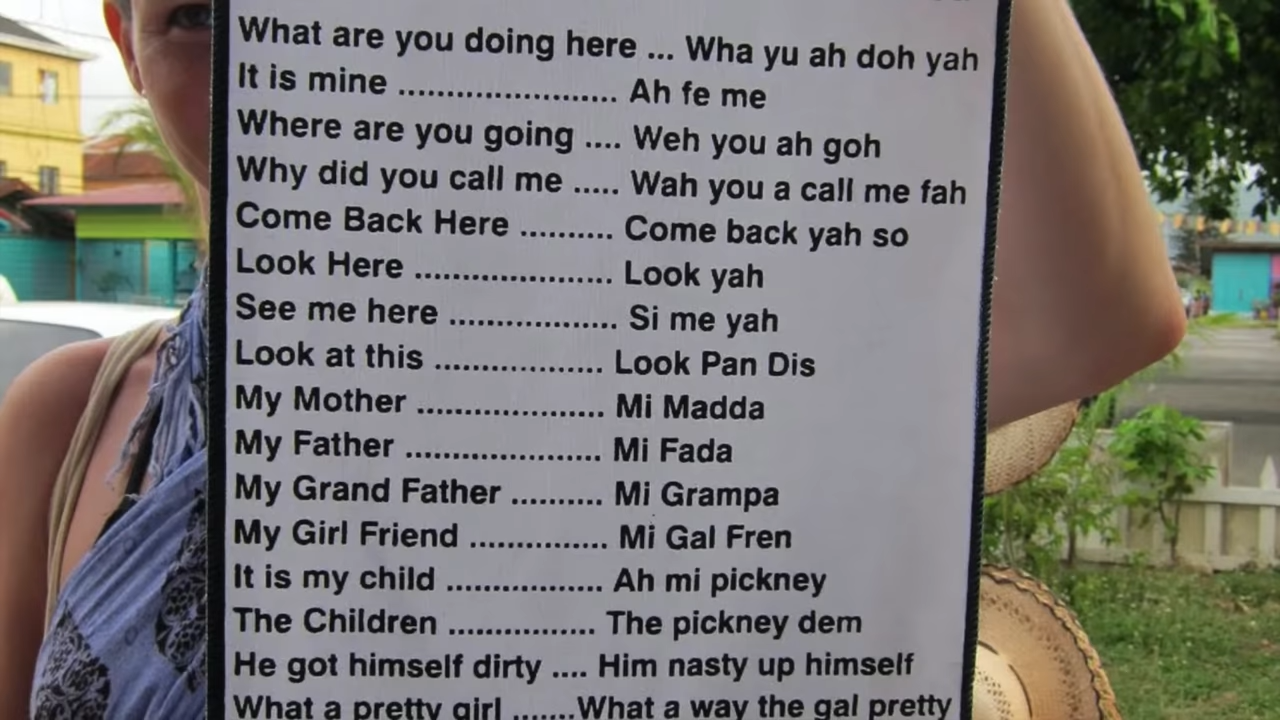 What are you doing here ... Wha yu ah doh yah
It is mine ...................... Ah fe me
Where are you going .... Weh you ah goh
Why did you call me ..... Wah you a call me fah
Come Back Here .......... Come back yah so
Look Here ..................... Look yah
See me here .................. Si me yah
Look at this .................. Look Pan Dis
My Mother .................... Mi Madda
My Father ..................... Mi Fada
My Grand Father .......... Mi Grampa
My Girl Friend ............... Mi Gal Fren
It is my child ................. Ah mi pickney
The Children ................ The pickney dem
He got himself dirty .... Him nasty up himself
What a pretty girl .......What a way the gal pretty